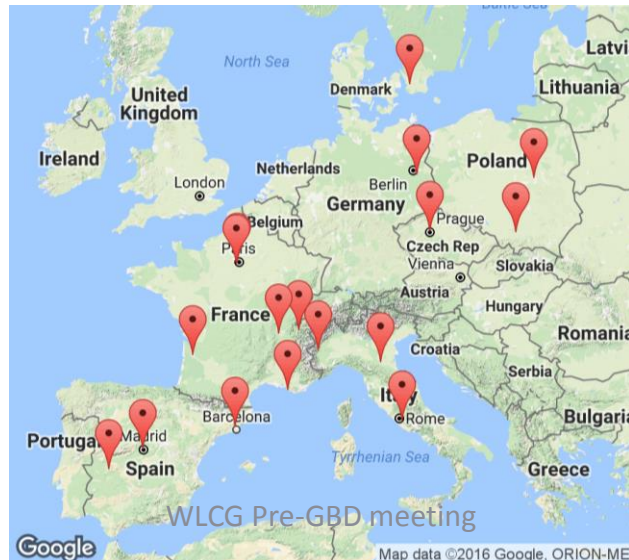 Baltic Sea
North Sea
Latvi
Denmark
Lithuania
United
Kingdom
Ireland
Netherlands
Poland
London
Berlin
Germany
Belgium
Prague
Paris
Czech Rep
Vienna
Slovakia
Austria
France
Hungary
Romania
Croatia
Serbia
Italy
Barcelona
Rome
Bulgaria
Portugal
Madrid
Spain
Tyrrhenian Sea
Greece
WLCG Pre-GBD meeting
Google
Map data ©2016 Google, ORION-ME